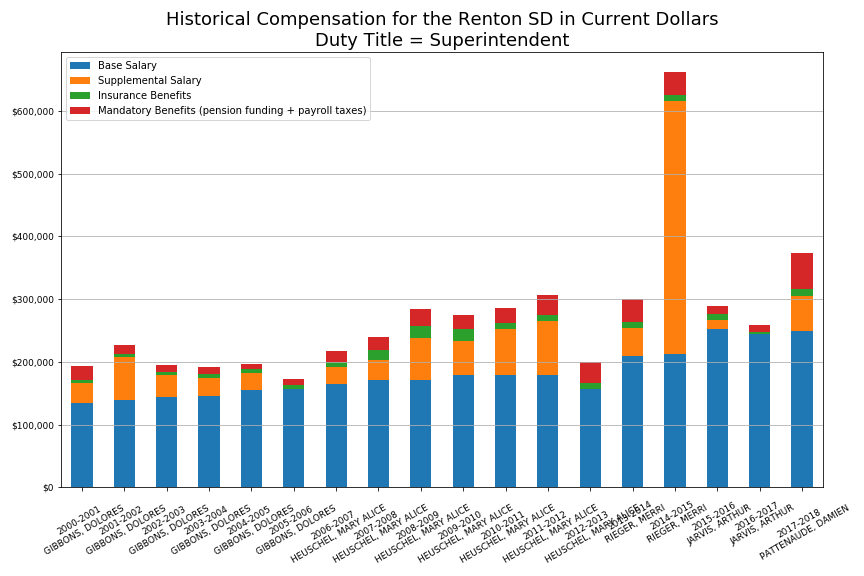 Historical Compensation for the Renton SD in Current Dollars
Duty Title = Superintendent
Base Salary
Supplemental Salary
Insurance Benefits
Mandatory Benefits (pension funding + payroll taxes)
$600,000
$500,000
$400,000
$300,000
$200,000
$100,000
$0
2000-2001
GIBBONS, DOLORES
2001-2002
GIBBONS, DOLORES
2002-2003
GIBBONS, DOLORES
2003-2004
GIBBONS, DOLORES
2004-2005
GIBBONS, DOLORES
2005-2006
GIBBONS, DOLORES
2006-2007
HEUSCHEL, MARY ALICE
2007-2008
HEUSCHEL, MARY ALICE
2008-2009
HEUSCHEL, MARY ALICE
2009-2010
HEUSCHEL, MARY ALICE
2010-2011
HEUSCHEL, MARY ALICE
2011-2012
HEUSCHEL, MARY ALICE
2012-2013
HEUSCHEL, MARY ALICE
2013-2014
RIEGER, MERRI
2014-2015
RIEGER, MERRI
2015-2016
JARVIS, ARTHUR
2016-2017
JARVIS, ARTHUR
2017-2018
PATTENAUDE, DAMIEN